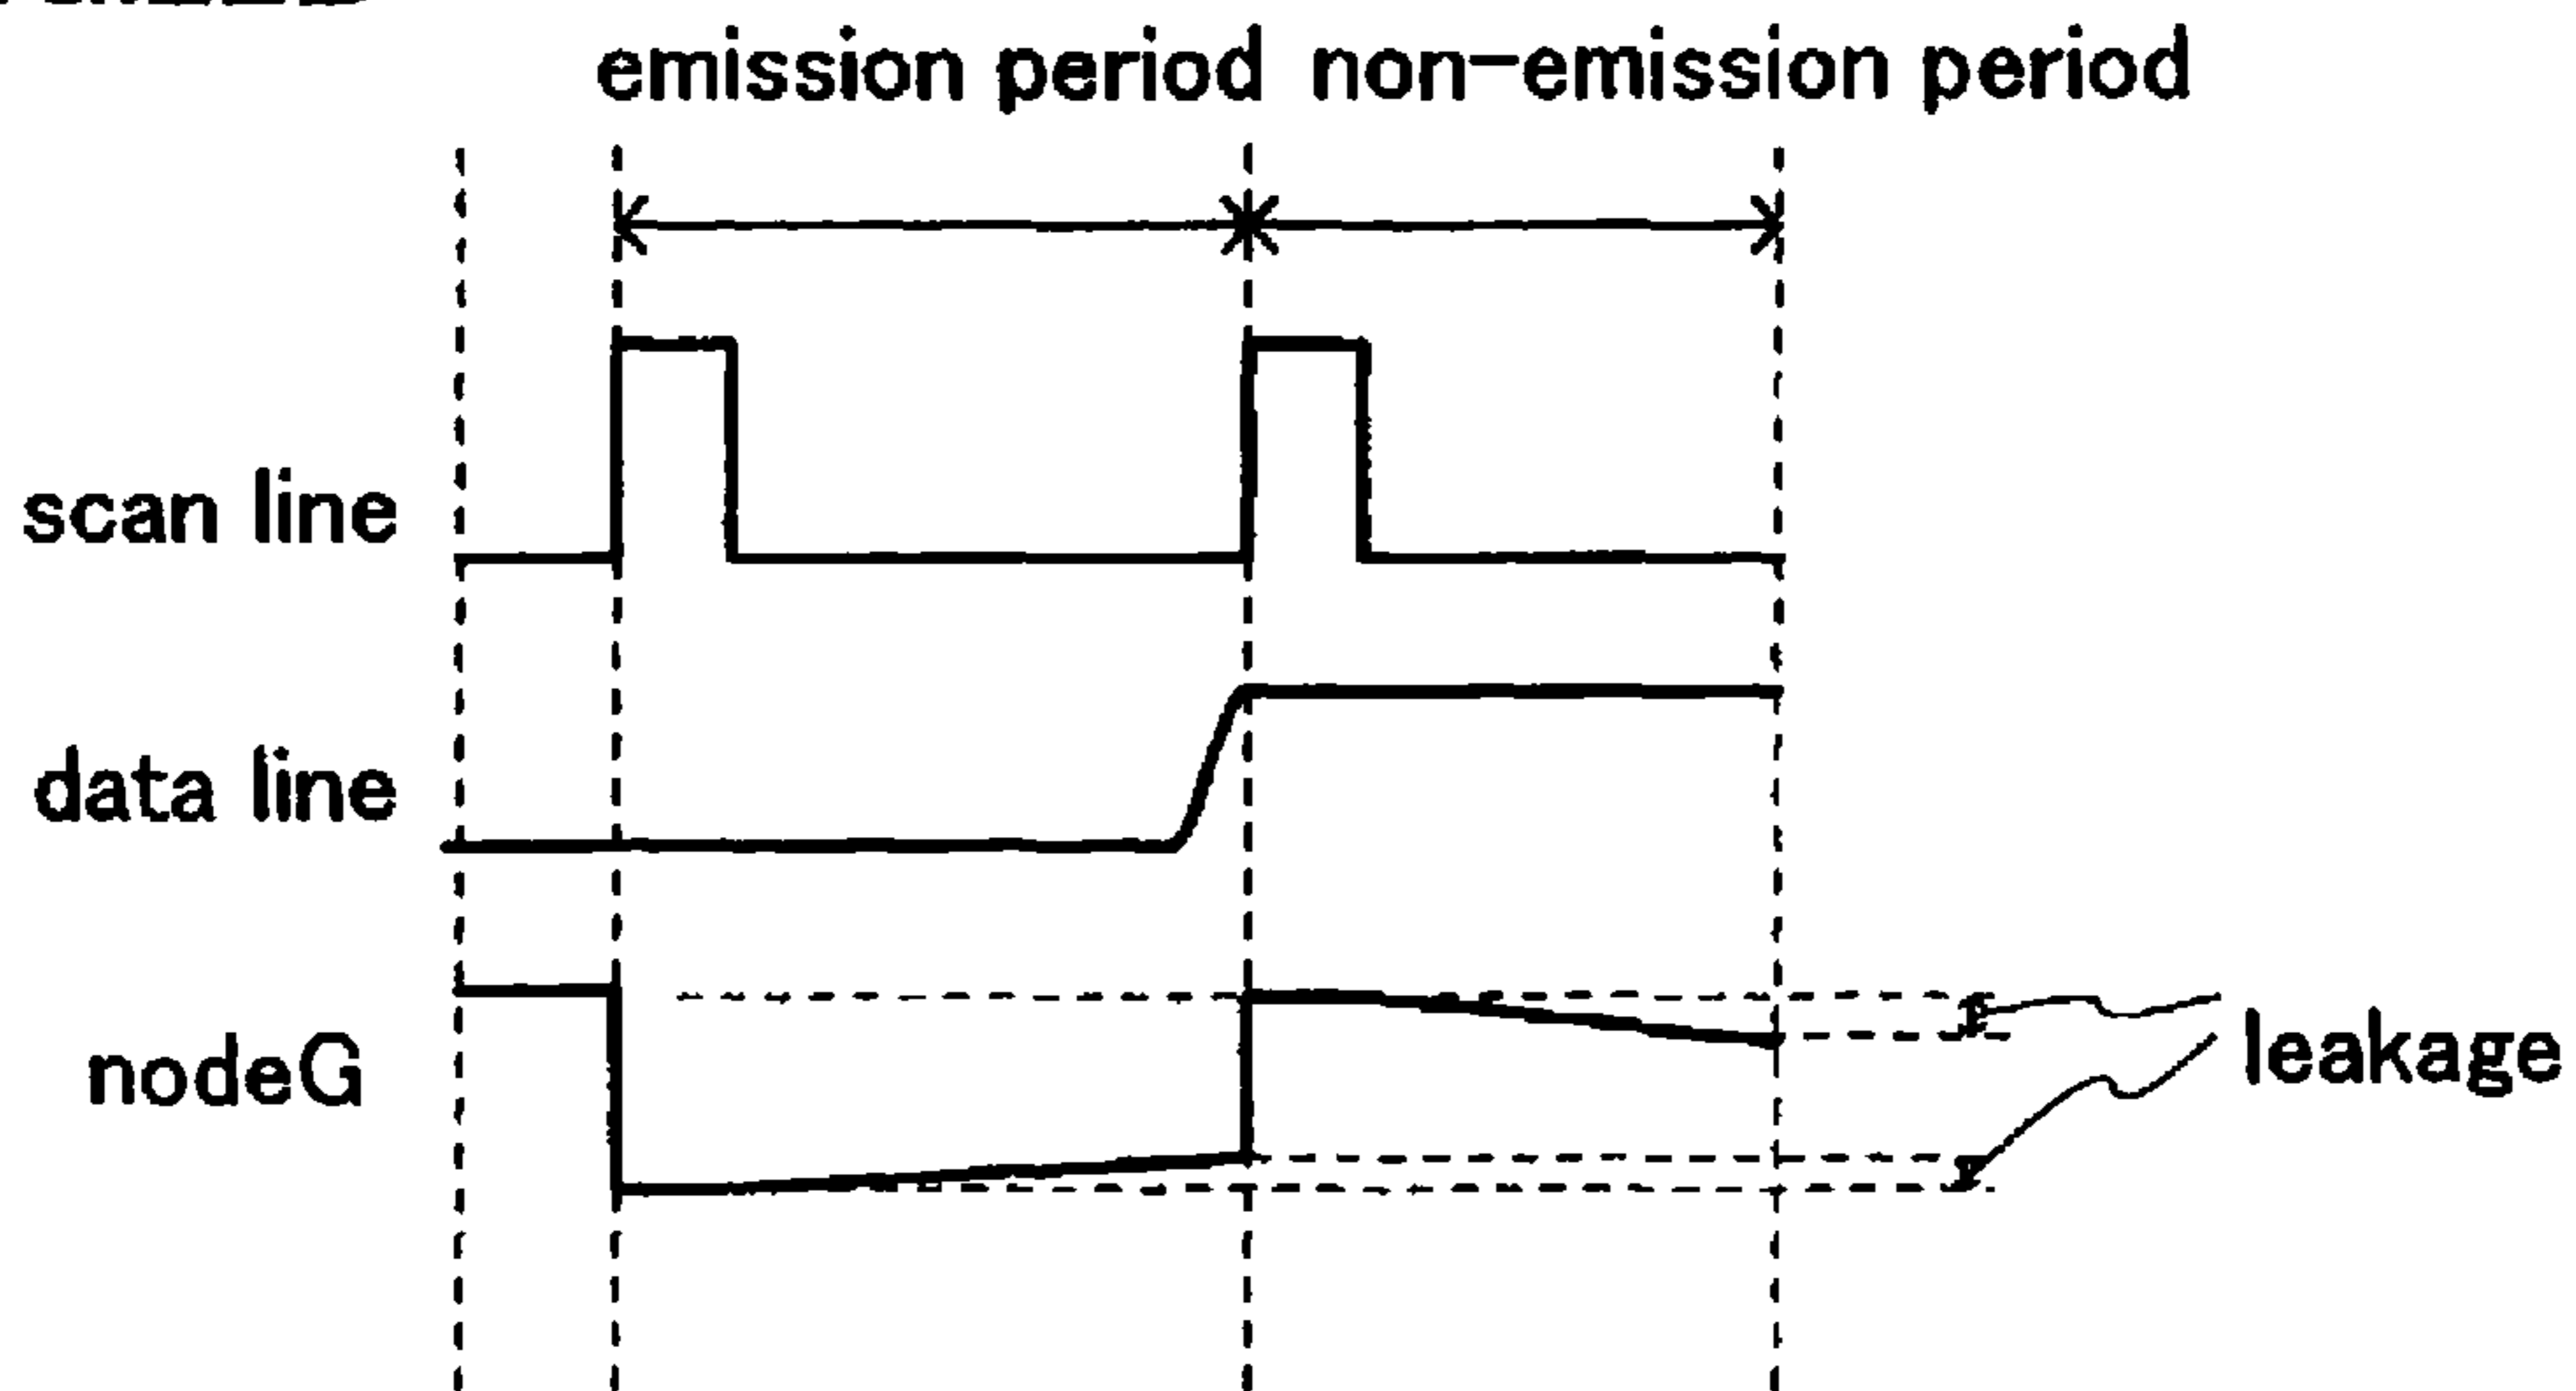 emission period non-emission period
scan line
data line
nodeG
leakage